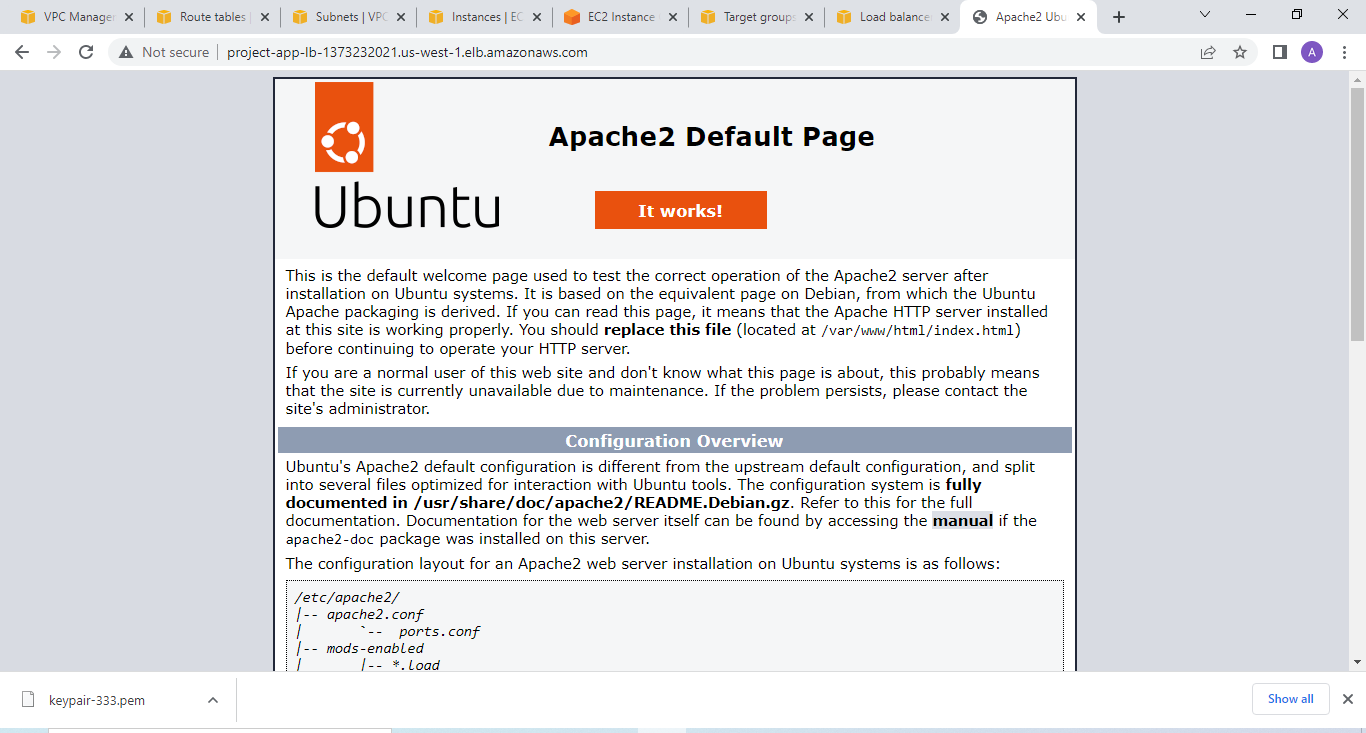 VPC Manager
Route tables |
Subnets | VPC
Instances | EC
EC2 Instance
Target groups
Load balance
Apache2 Ubu
Not secure
project-app-lb-1373232021.us-west-1.elb.amazonaws.com
A
Ubuntu
Apache2 Default Page
It works!
This is the default welcome page used to test the correct operation of the Apache2 server after
installation on Ubuntu systems. It is based on the equivalent page on Debian, from which the Ubuntu
Apache packaging is derived. If you can read this page, it means that the Apache HTTP server installed
at this site is working properly. You should replace this file (located at /var/www/html/index.html)
before continuing to operate your HTTP server.
If you are a normal user of this web site and don't know what this page is about, this probably means
that the site is currently unavailable due to maintenance. If the problem persists, please contact the
site's administrator.
Configuration Overview
Ubuntu's Apache2 default configuration is different from the upstream default configuration, and split
into several files optimized for interaction with Ubuntu tools. The configuration system is fully
documented in /usr/share/doc/apache2/README.Debian.gz. Refer to this for the full
documentation. Documentation for the web server itself can be found by accessing the manual if the
apache2-doc package was installed on this server.
The configuration layout for an Apache2 web server installation on Ubuntu systems is as follows:
/etc/apache2/
|-- apache2.conf
|       `--  ports.conf
|-- mods-enabled
|       |-- *.load
keypair-333.pem
Show all